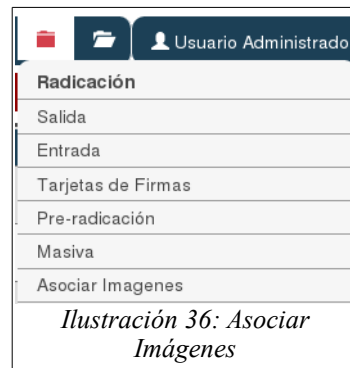 Usuario Administrado
Radicación
Salida
Entrada
Tarjetas de Firmas
Pre-radicación
Masiva
Asociar Imagenes
Ilustración 36: Asociar
Imágenes